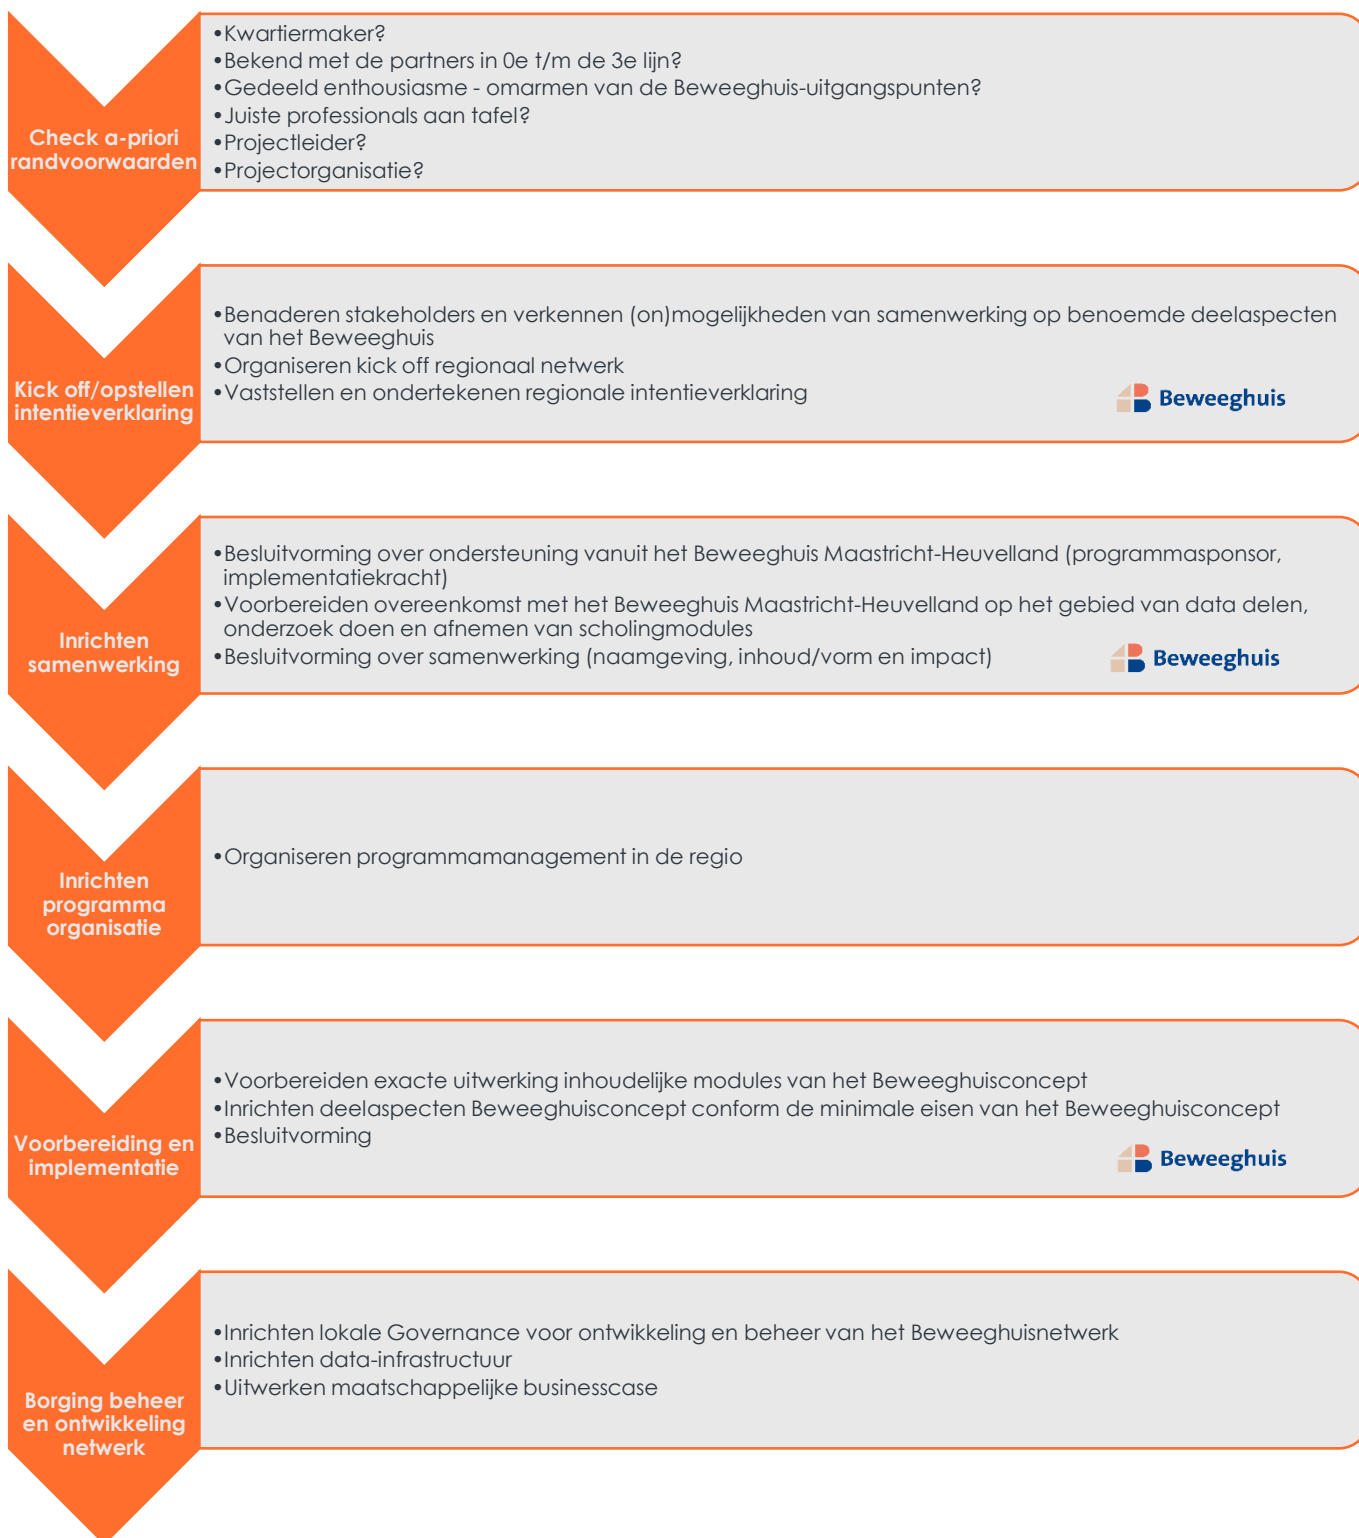 Check a-priori
randvoorwaarden
•Kwartiermaker?
•Bekend met de partners in 0e t/m de 3e lijn?
•Gedeeld enthousiasme - omarmen van de Beweeghuis-uitgangspunten?
•Juiste professionals aan tafel?
•Projectleider?
•Projectorganisatie?
Kick off/opstellen
intentieverklaring
•Benaderen stakeholders en verkennen (on)mogelijkheden van samenwerking op benoemde deelaspecten
van het Beweeghuis
•Organiseren kick off regionaal netwerk
•Vaststellen en ondertekenen regionale intentieverklaring
Beweeghuis
Inrichten
samenwerking
•Besluitvorming over ondersteuning vanuit het Beweeghuis Maastricht-Heuvelland (programmasponsor,
implementatiekracht)
•Voorbereiden overeenkomst met het Beweeghuis Maastricht-Heuvelland op het gebied van data delen,
onderzoek doen en afnemen van scholingmodules
•Besluitvorming over samenwerking (naamgeving, inhoud/vorm en impact)
Beweeghuis
Inrichten
programma
organisatie
•Organiseren programmamanagement in de regio
Voorbereiding en
implementatie
•Voorbereiden exacte uitwerking inhoudelijke modules van het Beweeghuisconcept
•Inrichten deelaspecten Beweeghuisconcept conform de minimale eisen van het Beweeghuisconcept
•Besluitvorming
Beweeghuis
Borging beheer
en ontwikkeling
netwerk
•Inrichten lokale Governance voor ontwikkeling en beheer van het Beweeghuisnetwerk
•Inrichten data-infrastructuur
•Uitwerken maatschappelijke businesscase